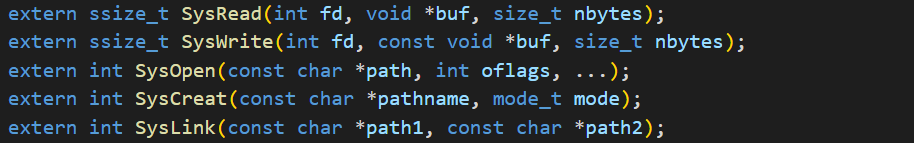 extern ssize_t SysRead(int fd, void *buf, size_t nbytes);
extern ssize_t SysWrite(int fd, const void *buf, size_t nbytes);
extern int SysOpen(const char *path, int oflags, ...);
extern int SysCreat(const char *pathname, mode_t mode);
extern int SysLink(const char *path1, const char *path2);